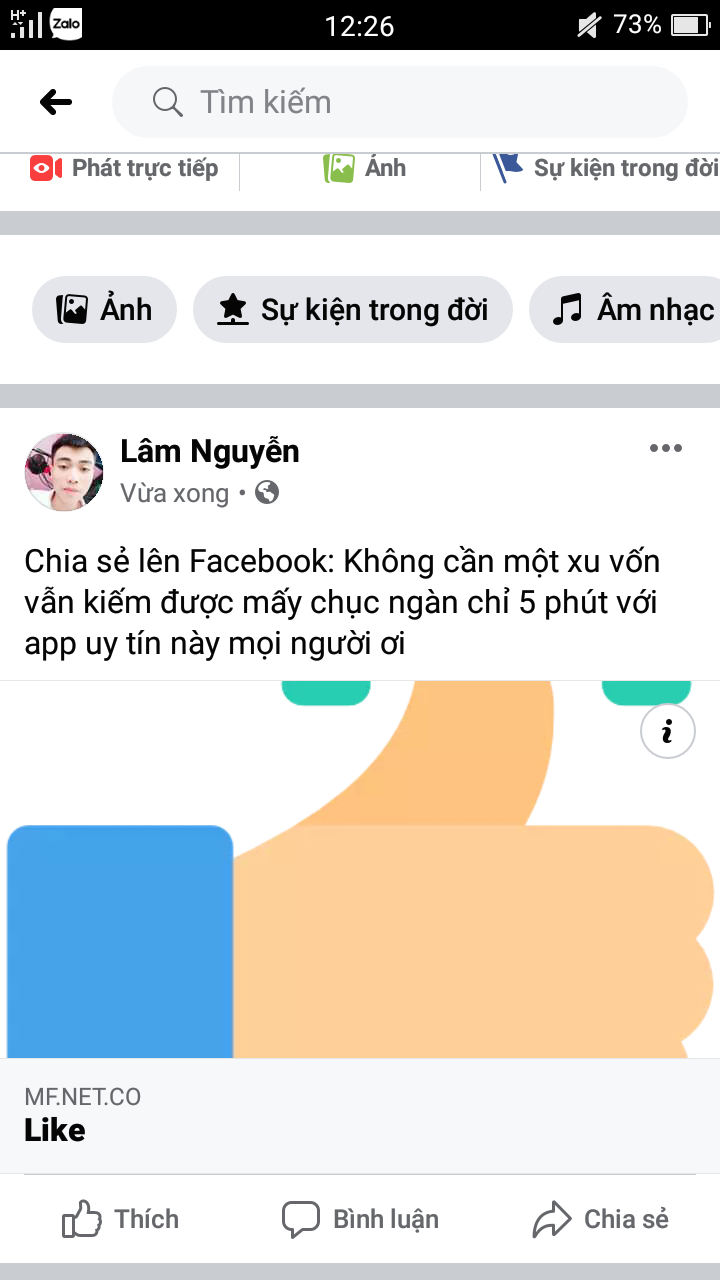 H+ Zalo 12:26 73%
Tìm kiếm
Phát trực tiếp Ảnh Sự kiện trong đời
Ảnh Sự kiện trong đời Âm nhạc
Lâm Nguyễn
Vừa xong •
Chia sẻ lên Facebook: Không cần một xu vốn
vẫn kiếm được mấy chục ngàn chỉ 5 phút với
app uy tín này mọi người ơi
i
MF.NET.CO
Like
Thích Bình luận Chia sẻ